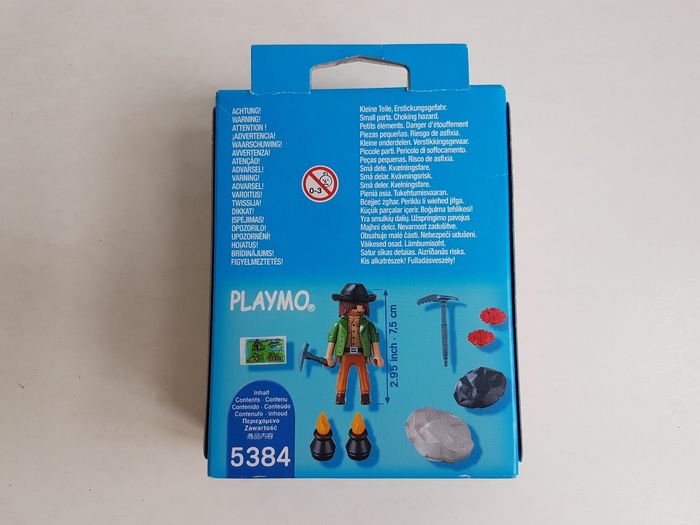 ACHTUNG!
WARNING!
ATTENTION !
¡ADVERTENCIA!
WAARSCHUWING!
AVVERTENZA!
ATENÇÃO!
ADVARSEL!
VARNING!
ADVARSEL!
VAROITUS!
TWISSIJA!
DIKKAT!
ĮSPĖJIMAS!
OPOZORILO!
UPOZORNĚNÍ!
HOIATUS!
BRĪDINĀJUMS!
FIGYELMEZTETÉS!
Kleine Teile, Erstickungsgefahr.
Small parts. Choking hazard.
Petits éléments. Danger d'étouffement
Piezas pequeñas. Riesgo de asfixia.
Kleine onderdelen. Verstikkingsgevaar.
Piccole parti. Pericolo di soffocamento.
Peças pequenas. Risco de asfixia.
Små dele. Kvælningsfare.
Små delar. Kvävningsrisk.
Små deler. Kvelningsfare.
Pieniä osia. Tukehtumisvaaran.
Bċejjeċ żgħar. Periklu li wieħed jifga.
Küçük parçalar içerir. Boğulma tehlikesi!
Yra smulkių dalių. Užspringimo pavojus
Majhni delci. Nevarnost zadušitve.
Obsahuje malé části. Nebezpečí udušení.
Väikesed osad. Lämbumisoht.
Satur sīkas detaļas. Aizrīšanās risks.
Kis alkatrészek! Fulladásveszély!
0-3
PLAYMO®
2.95 inch · 7,5 cm
Inhalt
Contents · Contenu
Contenido · Conteúdo
Contenuto · Inhoud
Περιεχόμενο
Zawartość
商品内容
5384